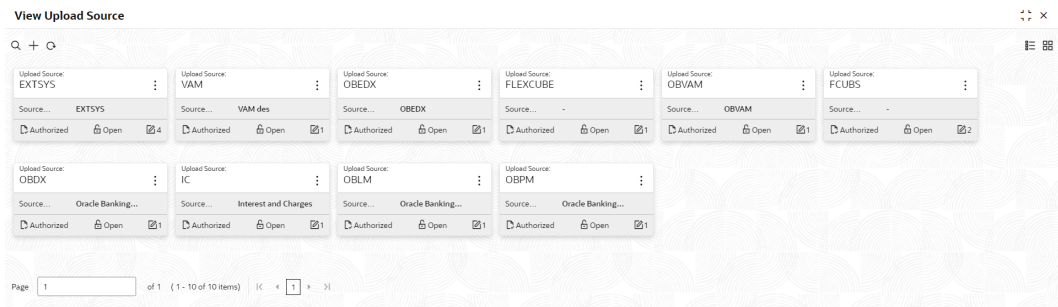 View Upload Source
Upload Source: Upload Source: Upload Source: Upload Source: Upload Source: Upload Source:
EXTSYS VAM OBEDX FLEXCUBE OBVAM FCUBS
Source... EXTSYS Source... VAM des Source... OBEDX Source... - Source... OBVAM Source... -
Authorized Open 4 Authorized Open 1 Authorized Open 1 Authorized Open 1 Authorized Open 1 Authorized Open 2
Upload Source: Upload Source: Upload Source: Upload Source:
OBDX IC OBLM OBPM
Source... Oracle Banking... Source... Interest and Charges Source... Oracle Banking... Source... Oracle Banking...
Authorized Open 1 Authorized Open 1 Authorized Open 1 Authorized Open 1
Page 1 of 1 ( 1 - 10 of 10 items) 1